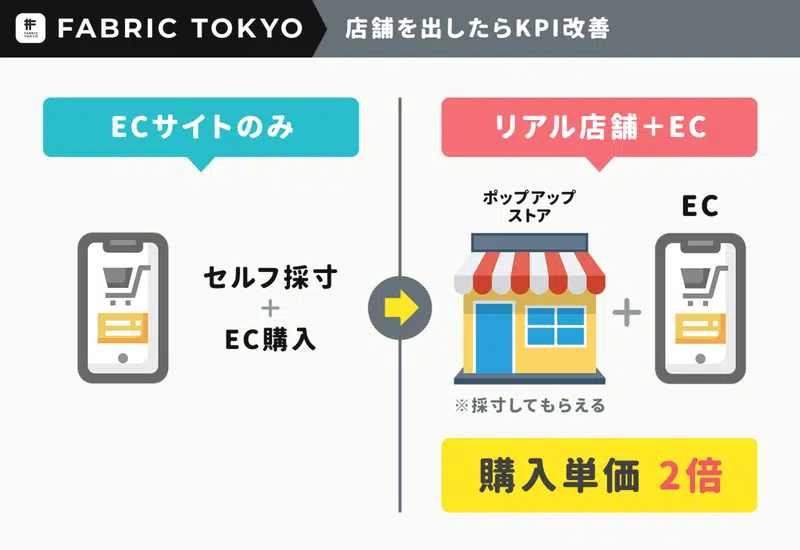 FABRIC TOKYO
FABRIC
TOKYO
店舗を出したらKPI改善
ECサイトのみ
セルフ採寸
+
EC購入
リアル店舗+EC
ポップアップ
ストア
EC
+
※採寸してもらえる
購入単価 2倍